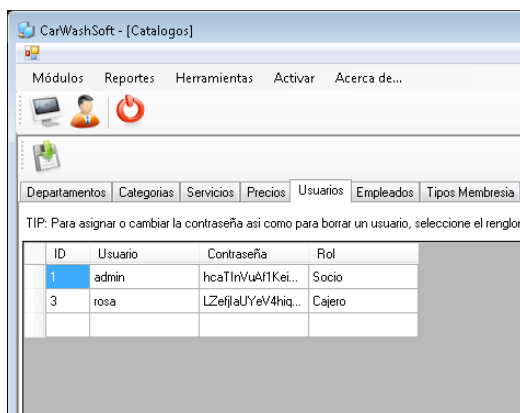 CarWashSoft - [Catalogos]
Módulos Reportes Herramientas Activar Acerca de...
Departamentos Categorias Servicios Precios Usuarios Empleados Tipos Membresia
TIP: Para asignar o cambiar la contraseña asi como para borrar un usuario, seleccione el renglor
ID Usuario Contraseña Rol
1 admin hcaTInVuAf1Kei... Socio
3 rosa LZefjIaUYeV4hiq... Cajero